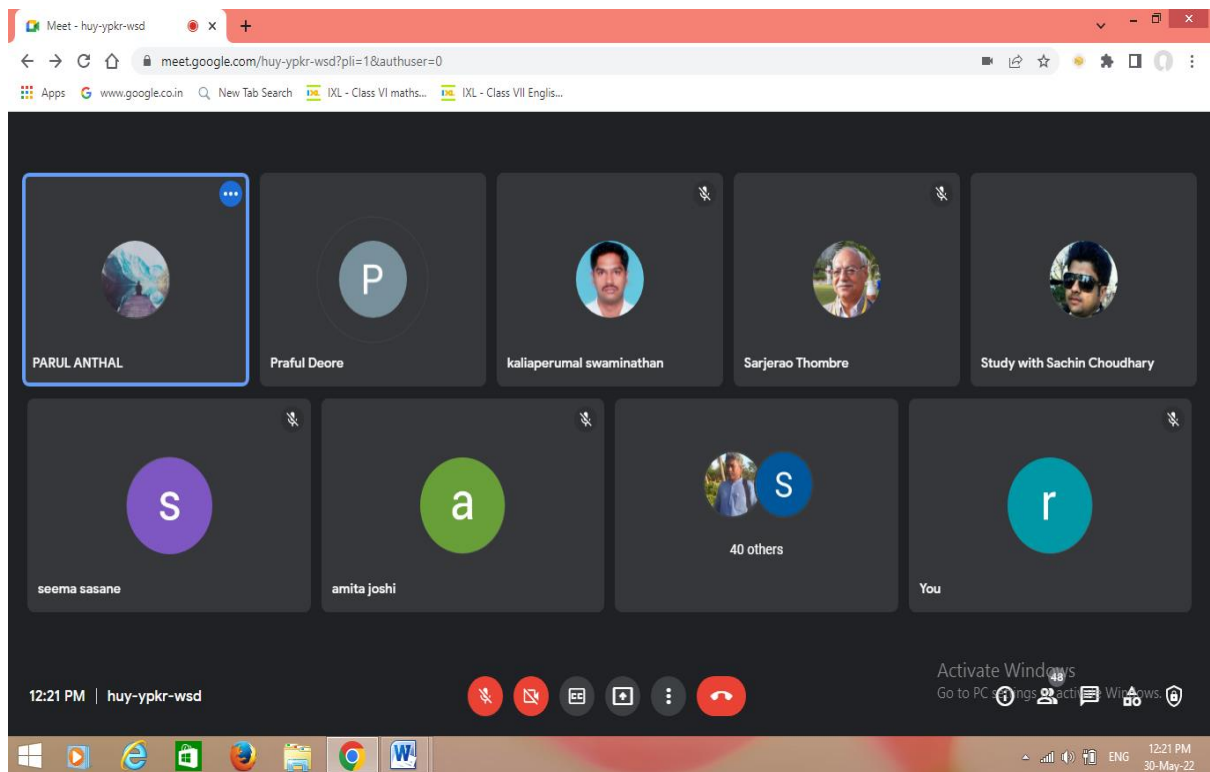 Meet - huy-ypkr-wsd
meet.google.com/huy-ypkr-wsd?pli=1&authuser=0
Apps G www.google.co.in New Tab Search IXL IXL - Class VI maths... IXL IXL - Class VII Englis...
P
PARUL ANTHAL Praful Deore kaliaperumal swaminathan Sarjerao Thombre Study with Sachin Choudhary
s a S r
40 others
seema sasane amita joshi You
Activate Windows
48
Go to PC settings to activate Windows.
12:21 PM | huy-ypkr-wsd CC
W ENG 12:21 PM
30-May-22